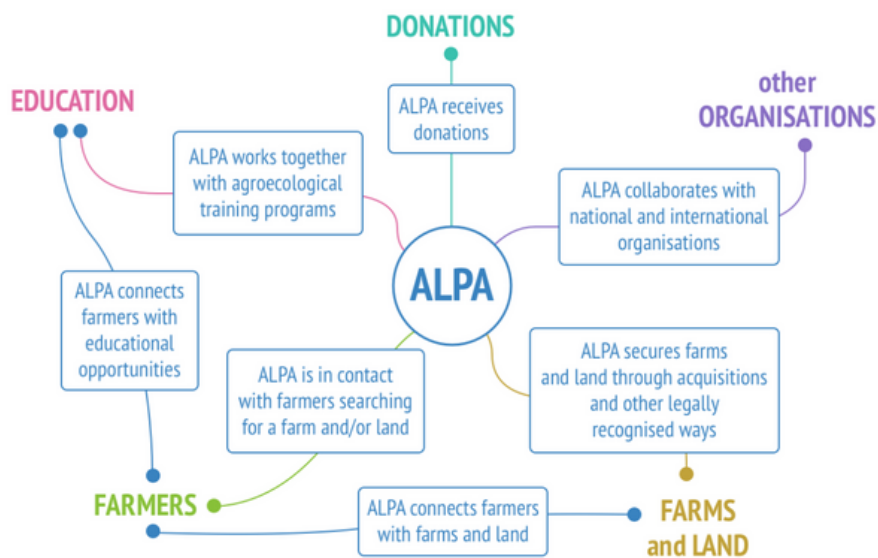 DONATIONS
ALPA receives
donations
EDUCATION
ALPA works together
with agroecological
training programs
other
ORGANISATIONS
ALPA collaborates with
national and international
organisations
ALPA
ALPA connects
farmers with
educational
opportunities
ALPA is in contact
with farmers searching
for a farm and/or land
ALPA secures farms
and land through acquisitions
and other legally
recognised ways
FARMERS
ALPA connects farmers
with farms and land
FARMS
and LAND